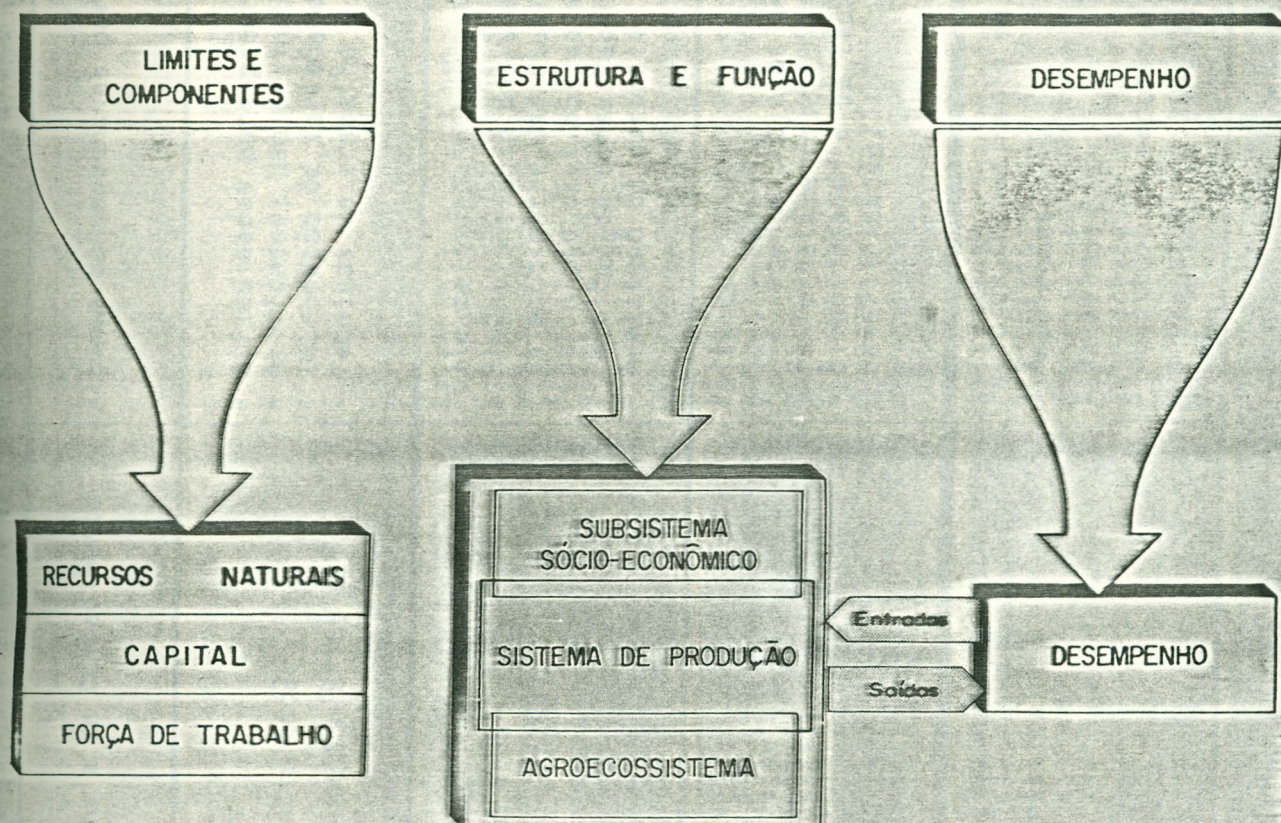 LIMITES E
COMPONENTES
ESTRUTURA E FUNÇÃO
DESEMPENHO
RECURSOS NATURAIS
CAPITAL
FORÇA DE TRABALHO
SUBSISTEMA
SÓCIO-ECONÔMICO
SISTEMA DE PRODUÇÃO
AGROECOSSISTEMA
Entradas
Saídas
DESEMPENHO